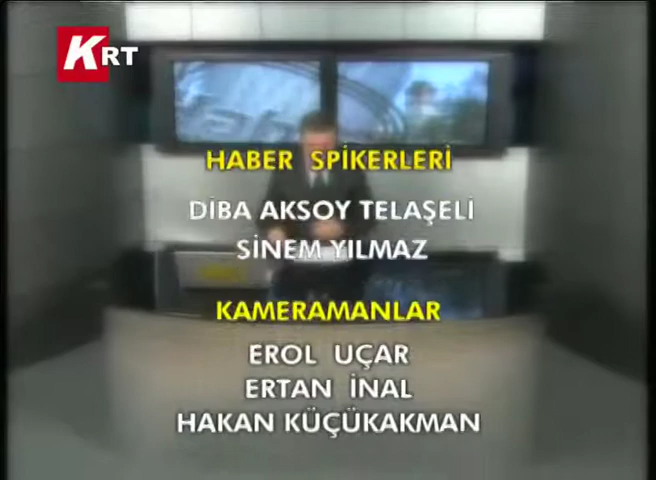 KRT
HABER SPİKERLERİ
DİBA AKSOY TELAŞELİ
SİNEM YILMAZ
KAMERAMANLAR
EROL UÇAR
ERTAN İNAL
HAKAN KÜÇÜKAKMAN